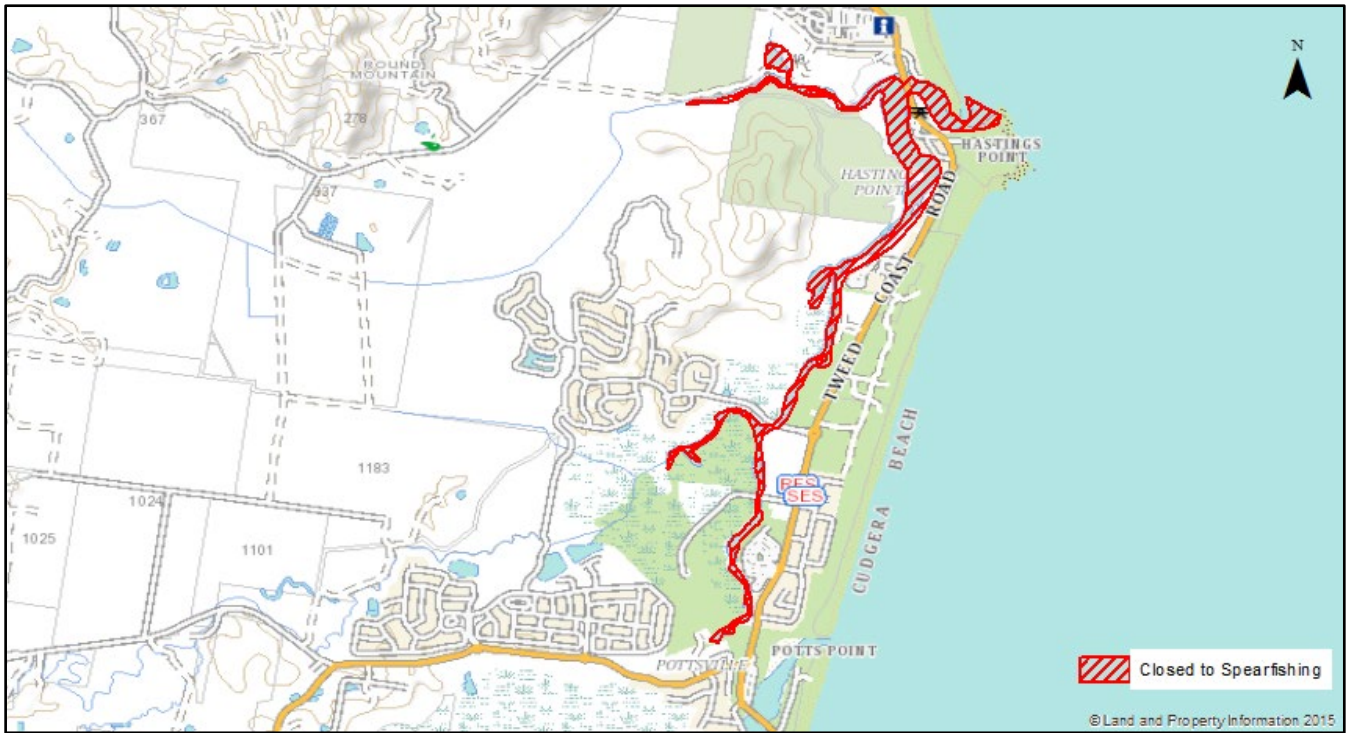 N
ROUND
MOUNTAIN
367
278
337
HASTINGS
POINT
HASTING
POINT
TWEED COAST ROAD
CUDGERA BEACH
RFS
SES
1183
1024
1025
1101
POTTSVILLE
POTTS POINT
Closed to Spearfishing
© Land and Property Information 2015